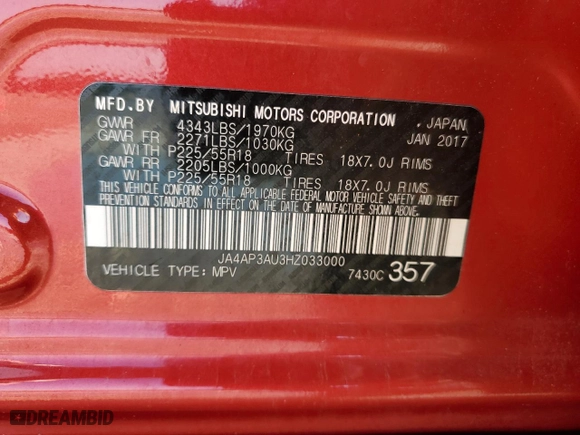 MFD.BY MITSUBISHI MOTORS CORPORATION , JAPAN
GVWR 4343LBS/1970KG JAN 2017
GAWR FR 2271LBS/1030KG
WITH P225/55R18 TIRES 18X7.0J RIMS
GAWR RR 2205LBS/1000KG
WITH P225/55R18 TIRES 18X7.0J RIMS
THIS VEHICLE CONFORMS TO ALL APPLICABLE FEDERAL MOTOR VEHICLE SAFETY AND THEFT
PREVENTION STANDARDS IN EFFECT ON THE DATE OF MANUFACTURE SHOWN ABOVE.
JA4AP3AU3HZ033000
VEHICLE TYPE: MPV 7430C 357
DREAMBID